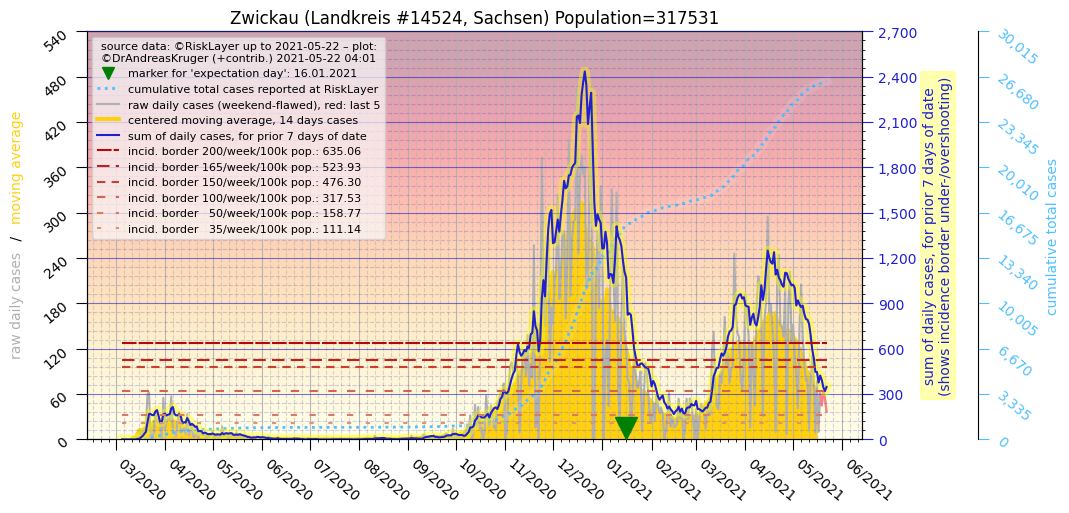 Zwickau (Landkreis #14524, Sachsen) Population=317531
source data: ©RiskLayer up to 2021-05-22 – plot:
©DrAndreasKruger (+contrib.) 2021-05-22 04:01
marker for 'expectation day': 16.01.2021
cumulative total cases reported at RiskLayer
raw daily cases (weekend-flawed), red: last 5
centered moving average, 14 days cases
sum of daily cases, for prior 7 days of date
incid. border 200/week/100k pop.: 635.06
incid. border 165/week/100k pop.: 523.93
incid. border 150/week/100k pop.: 476.30
incid. border 100/week/100k pop.: 317.53
incid. border   50/week/100k pop.: 158.77
incid. border   35/week/100k pop.: 111.14
raw daily cases   /   moving average
540
480
420
360
300
240
180
120
60
0
2,700
2,400
2,100
1,800
1,500
1,200
900
600
300
0
sum of daily cases, for prior 7 days of date
(shows incidence border under-/overshooting)
30,015
26,680
23,345
20,010
16,675
13,340
10,005
6,670
3,335
0
cumulative total cases
03/2020
04/2020
05/2020
06/2020
07/2020
08/2020
09/2020
10/2020
11/2020
12/2020
01/2021
02/2021
03/2021
04/2021
05/2021
06/2021